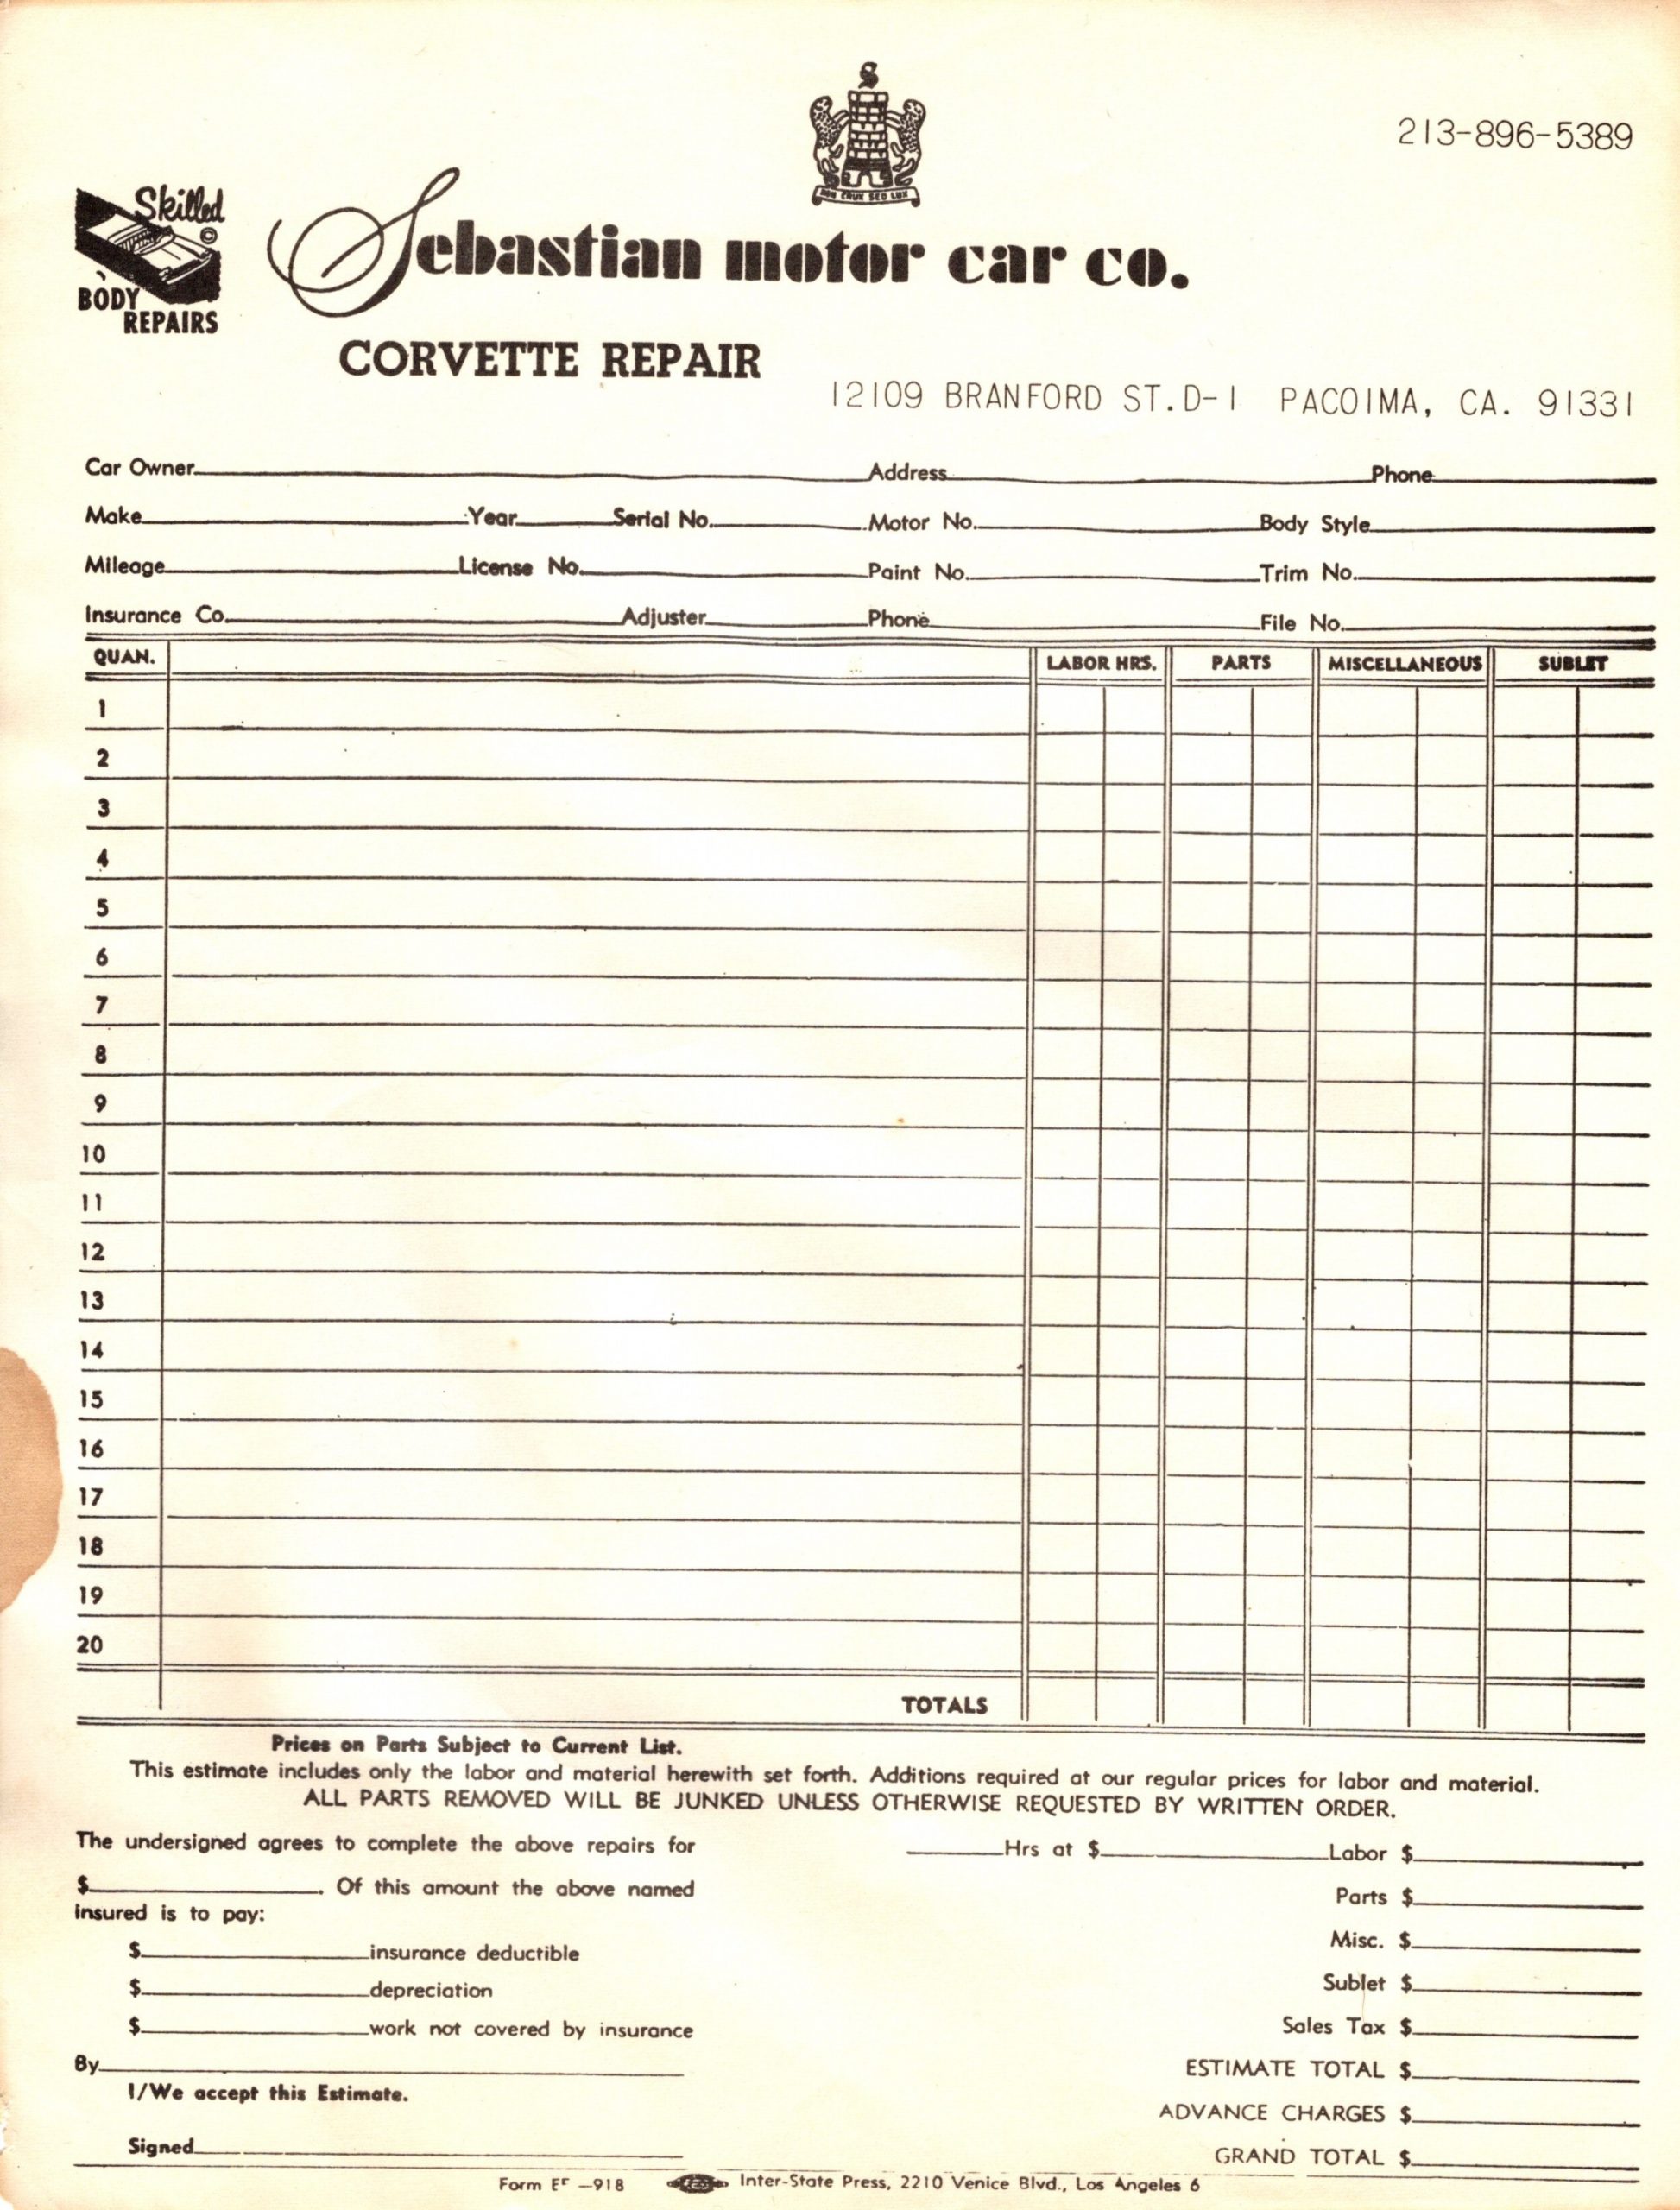 213-896-5389
Skilled
©
BODY
REPAIRS
Sebastian motor car co.
CORVETTE REPAIR
12109 BRANFORD ST. D-1 PACOIMA, CA. 91331
Car Owner Address Phone
Make Year Serial No. Motor No. Body Style
Mileage License No. Paint No. Trim No.
Insurance Co. Adjuster Phone File No.
QUAN. LABOR HRS. PARTS MISCELLANEOUS SUBLET
1
2
3
4
5
6
7
8
9
10
11
12
13
14
15
16
17
18
19
20
TOTALS
Prices on Parts Subject to Current List.
This estimate includes only the labor and material herewith set forth. Additions required at our regular prices for labor and material.
ALL PARTS REMOVED WILL BE JUNKED UNLESS OTHERWISE REQUESTED BY WRITTEN ORDER.
The undersigned agrees to complete the above repairs for
$ . Of this amount the above named
insured is to pay:
$ insurance deductible
$ depreciation
$ work not covered by insurance
By
I/We accept this Estimate.
Signed
Hrs at $ Labor $
Parts $
Misc. $
Sublet $
Sales Tax $
ESTIMATE TOTAL $
ADVANCE CHARGES $
GRAND TOTAL $
Form –918 Inter-State Press, 2210 Venice Blvd., Los Angeles 6